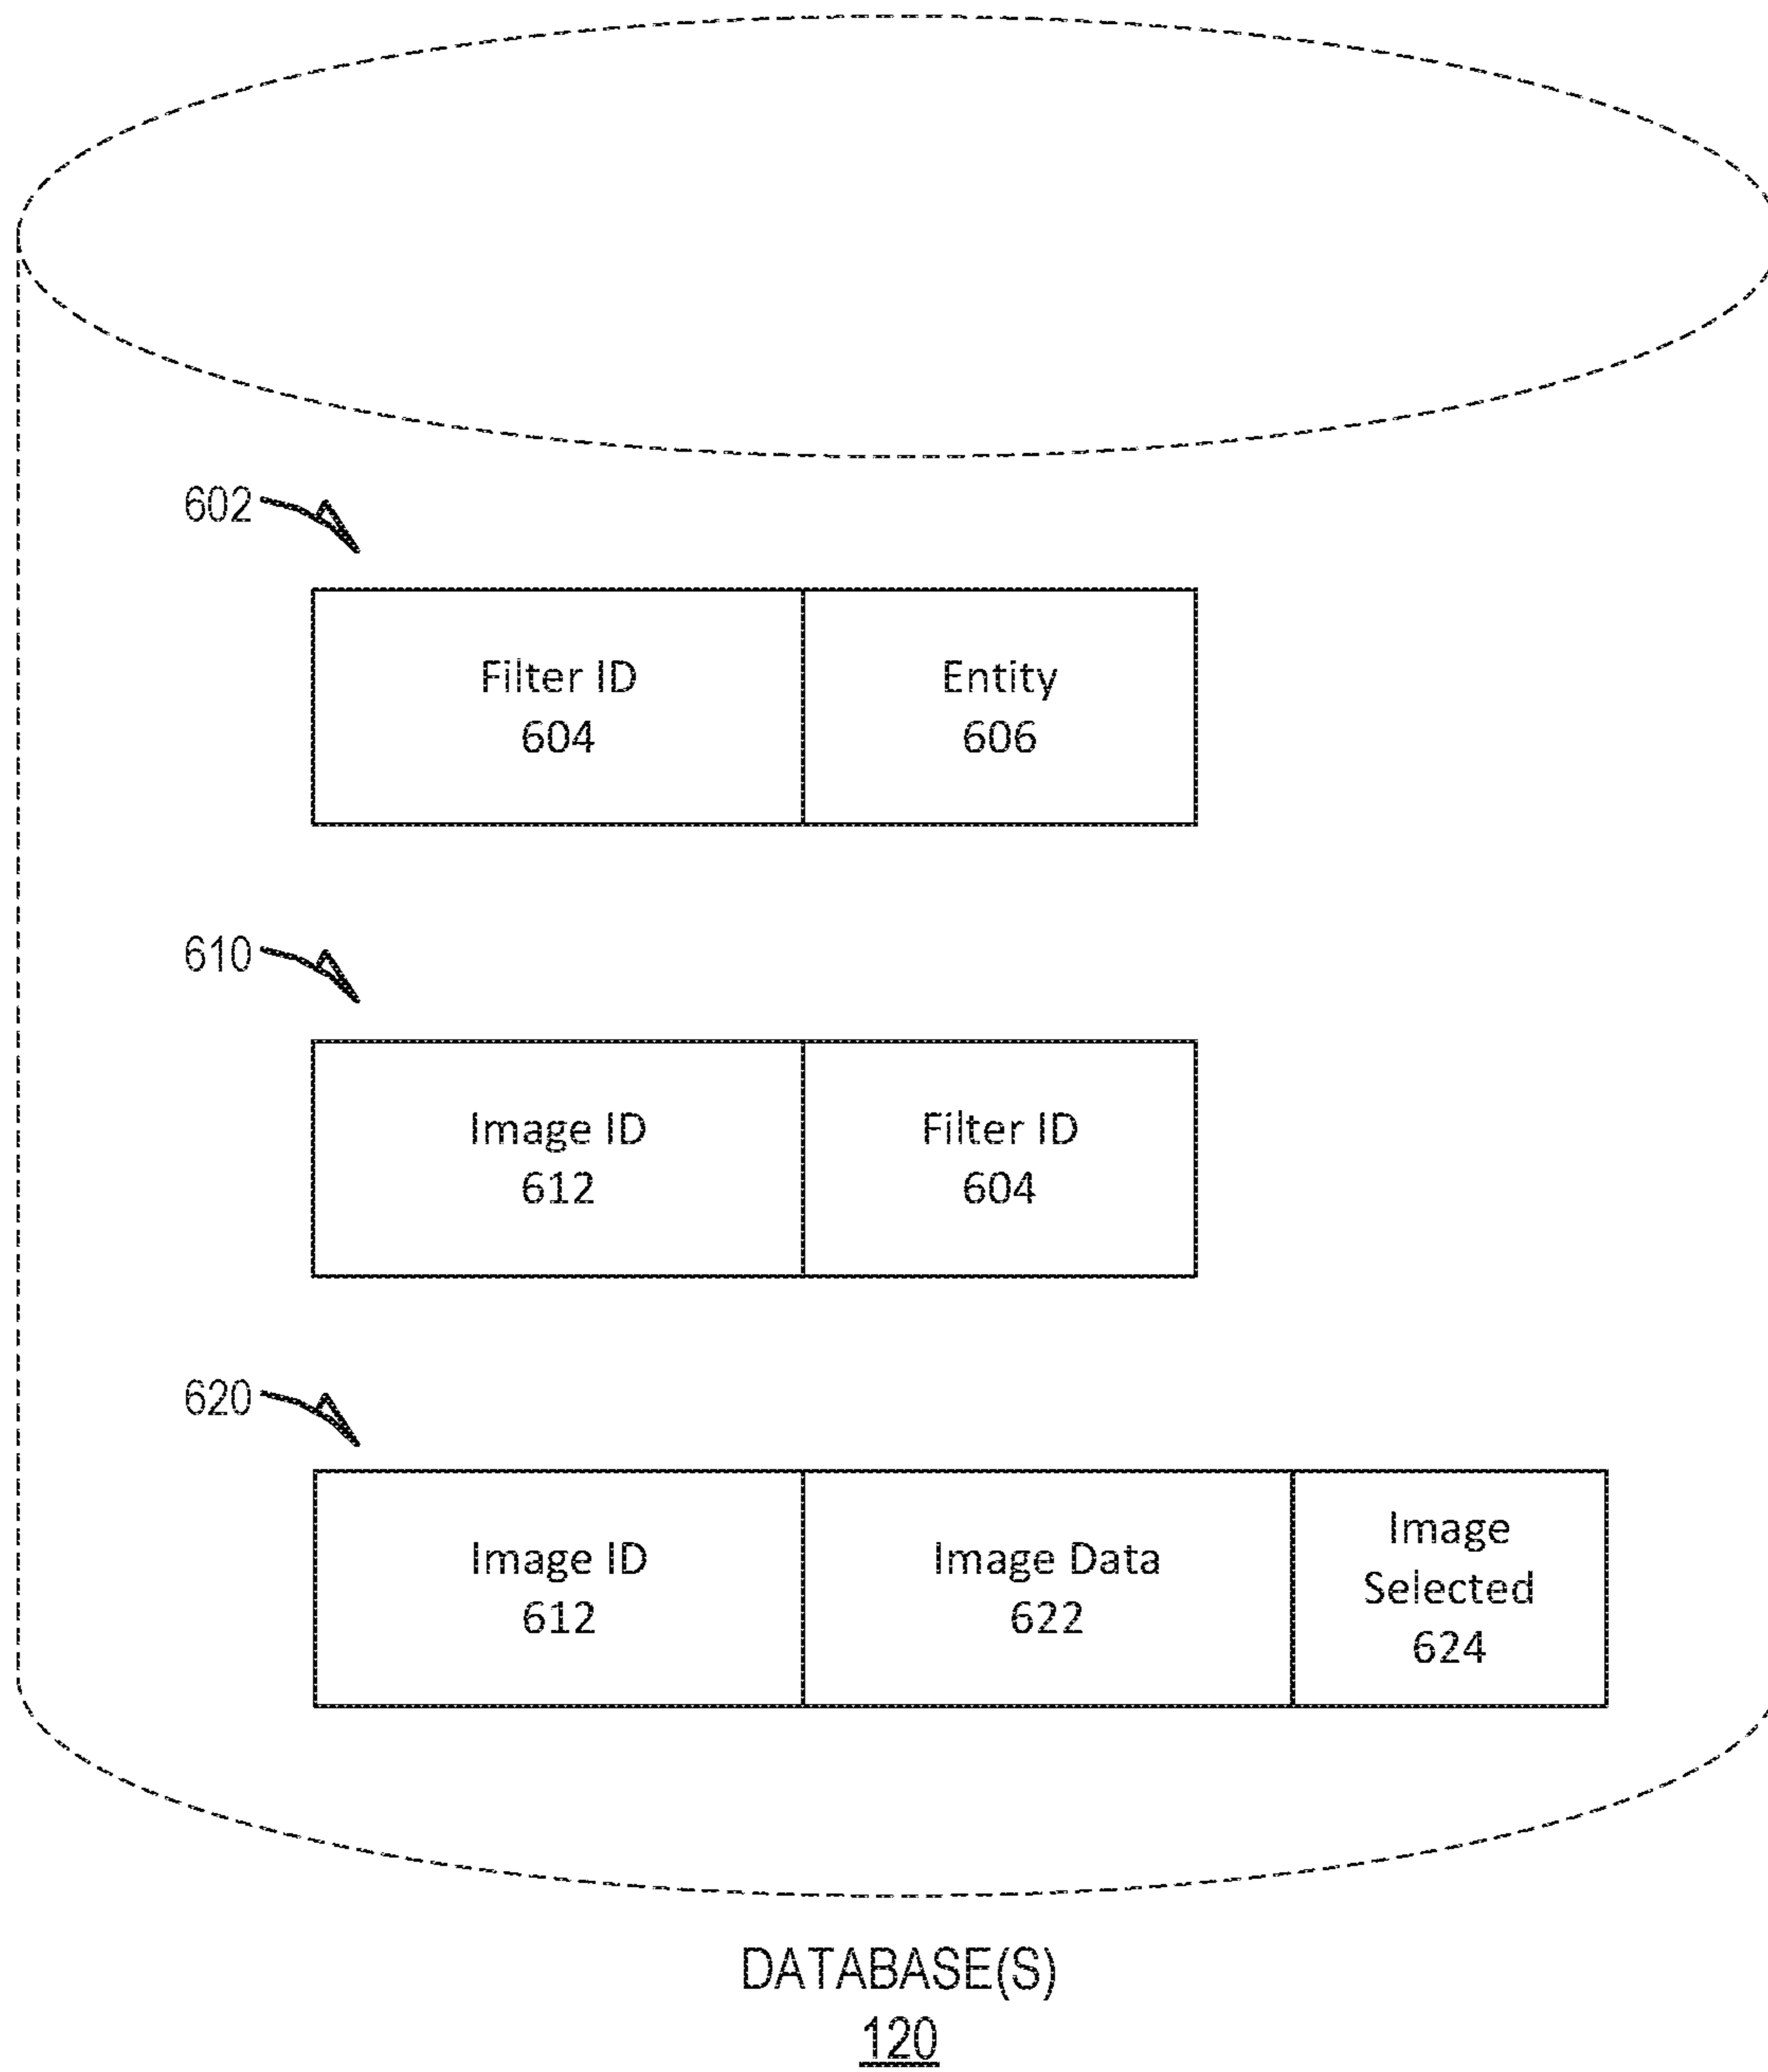 602
Filter ID
604
Entity
606
610
Image ID
612
Filter ID
604
620
Image ID
612
Image Data
622
Image
Selected
624
DATABASE(S)
120